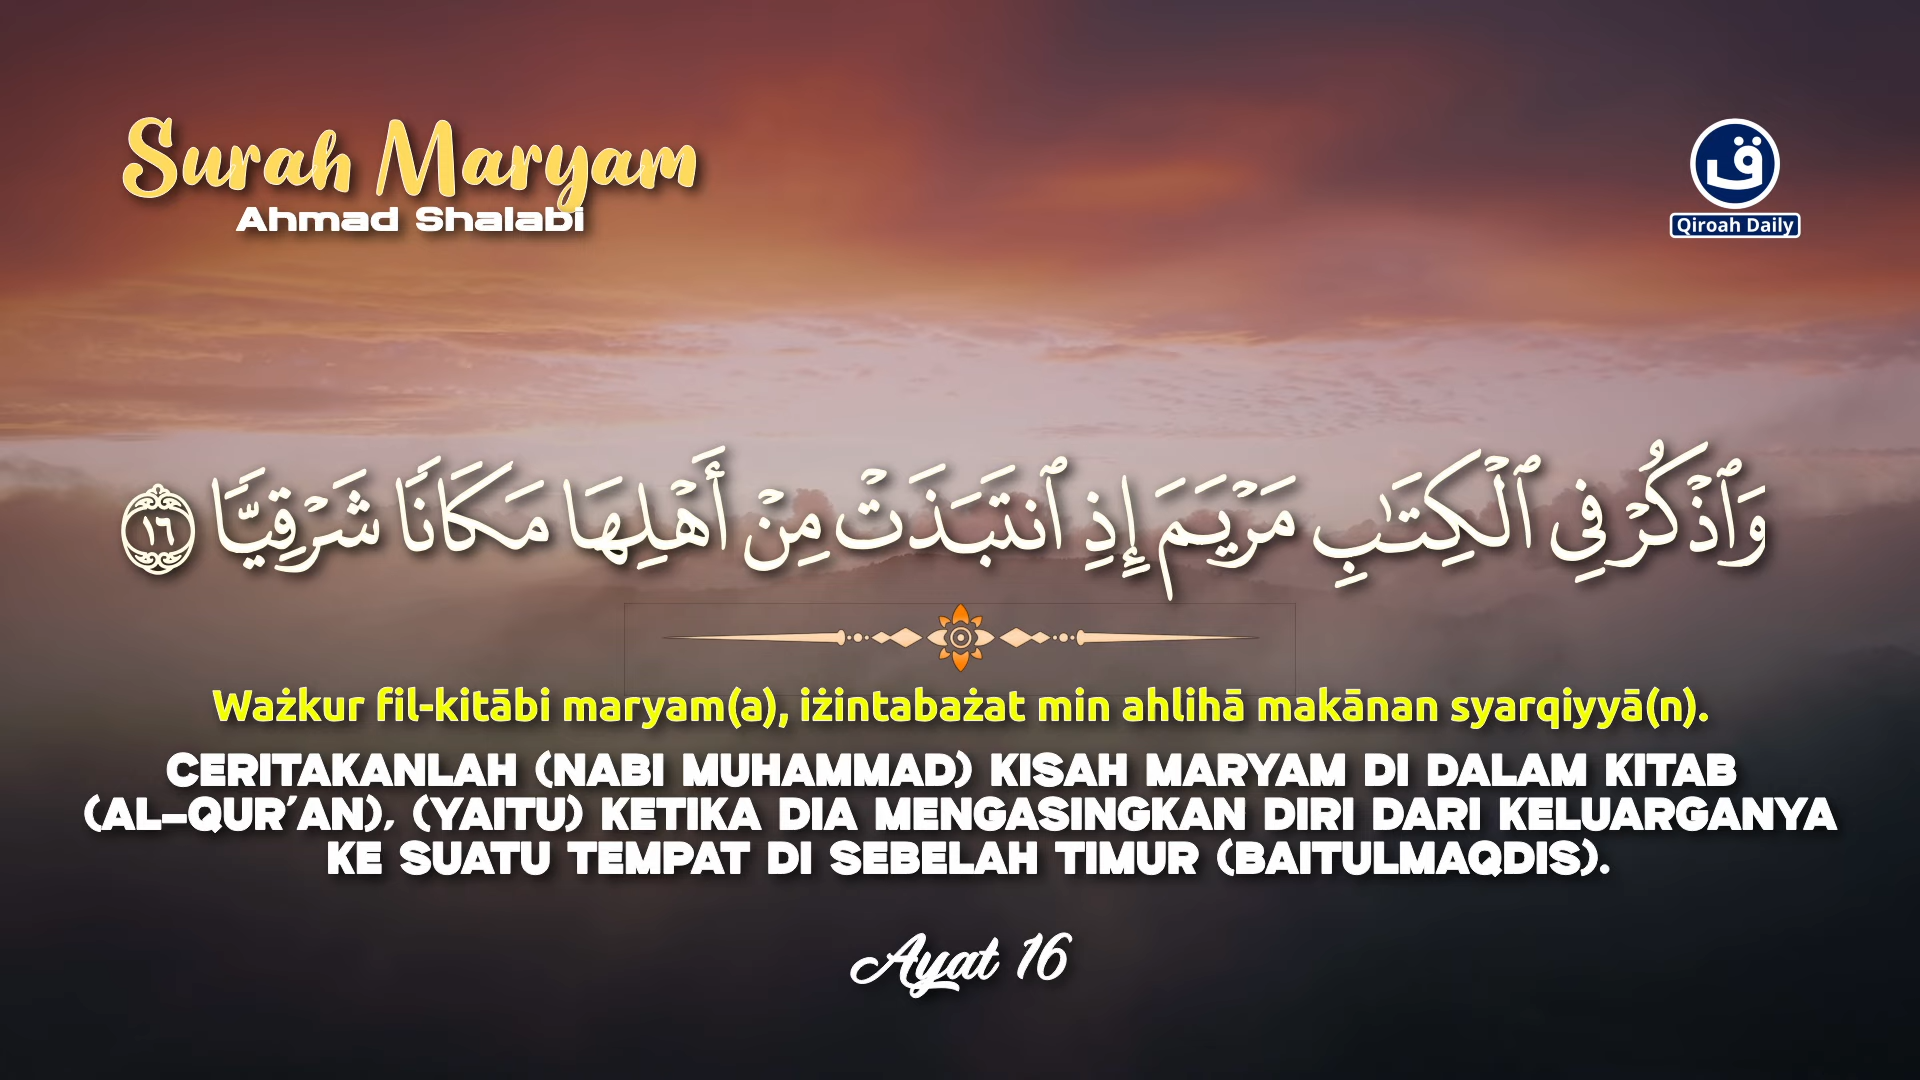 Surah Maryam
Ahmad Shalabi
ق
Qiroah Daily
وَٱذْكُرْ فِى ٱلْكِتَـٰبِ مَرْيَمَ إِذِ ٱنتَبَذَتْ مِنْ أَهْلِهَا مَكَانًا شَرْقِيًّا ١٦
Ważkur fil-kitābi maryam(a), iżintabażat min ahlihā makānan syarqiyyā(n).
CERITAKANLAH (NABI MUHAMMAD) KISAH MARYAM DI DALAM KITAB
(AL-QUR'AN), (YAITU) KETIKA DIA MENGASINGKAN DIRI DARI KELUARGANYA
KE SUATU TEMPAT DI SEBELAH TIMUR (BAITULMAQDIS).
Ayat 16